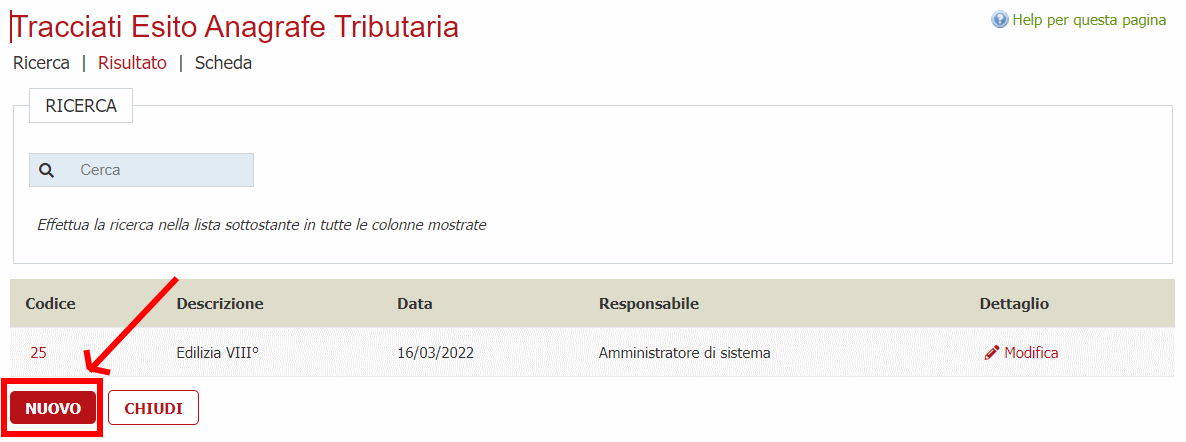 Tracciati Esito Anagrafe Tributaria
Help per questa pagina
Ricerca | Risultato | Scheda
RICERCA
Cerca
Effettua la ricerca nella lista sottostante in tutte le colonne mostrate
Codice Descrizione Data Responsabile Dettaglio
25 Edilizia VIII° 16/03/2022 Amministratore di sistema Modifica
NUOVO CHIUDI